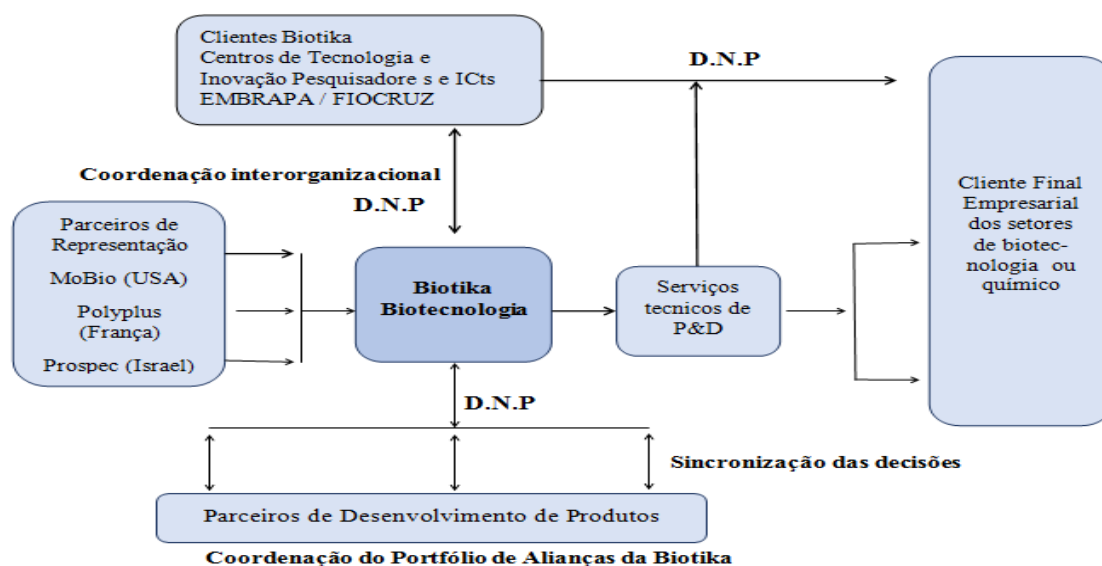 Clientes Biotika
Centros de Tecnologia e
Inovação Pesquisadore s e ICts
EMBRAPA / FIOCRUZ
D.N.P
Coordenação interorganizacional
D.N.P
Parceiros de
Representação
MoBio (USA)
Polyplus
(França)
Prospec (Israel)
Biotika
Biotecnologia
Serviços
tecnicos de
P&D
Cliente Final
Empresarial
dos setores
de biotec-
nologia ou
químico
D.N.P
Sincronização das decisões
Parceiros de Desenvolvimento de Produtos
Coordenação do Portfólio de Alianças da Biotika